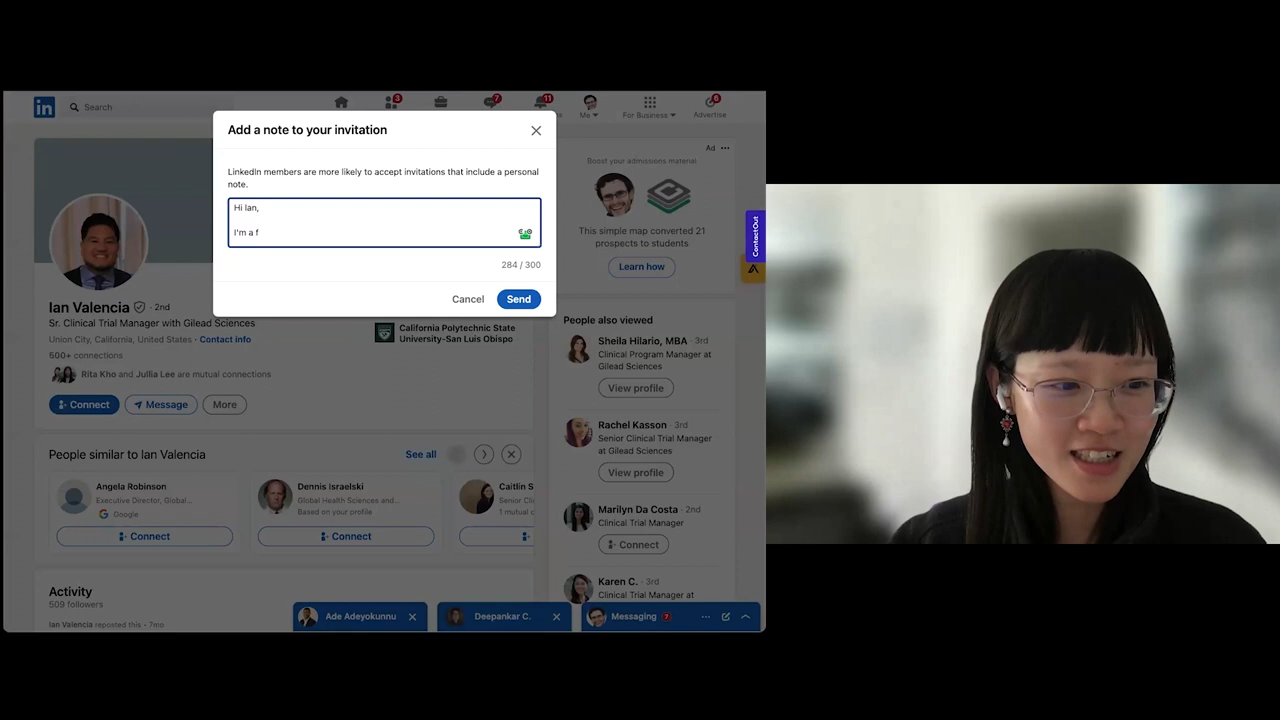 in
Search
3
7
11
6
Me
For Business
Advertise
Add a note to your invitation
LinkedIn members are more likely to accept invitations that include a personal
note.
Hi Ian,
I'm a f
284 / 300
Cancel
Send
Ian Valencia · 2nd
Sr. Clinical Trial Manager with Gilead Sciences
Union City, California, United States · Contact info
500+ connections
Rita Kho and Jullia Lee are mutual connections
Connect
Message
More
California Polytechnic State
University-San Luis Obispo
People similar to Ian Valencia
See all
Angela Robinson
Executive Director, Global...
Google
Connect
Dennis Israelski
Global Health Sciences and...
Based on your profile
Connect
Caitlin S
Senior Cli
1 mutual c
Activity
509 followers
Ian Valencia reposted this · 7mo
Ad
Boost your admissions material
This simple map converted 21
prospects to students
Learn how
ContactOut
People also viewed
Sheila Hilario, MBA · 3rd
Clinical Program Manager at
Gilead Sciences
View profile
Rachel Kasson · 3rd
Senior Clinical Trial Manager
at Gilead Sciences
View profile
Marilyn Da Costa · 2nd
Clinical Trial Manager
Connect
Karen C. · 3rd
Clinical Trial Manager at
Ade Adeyokunnu
Deepankar C.
Messaging
7